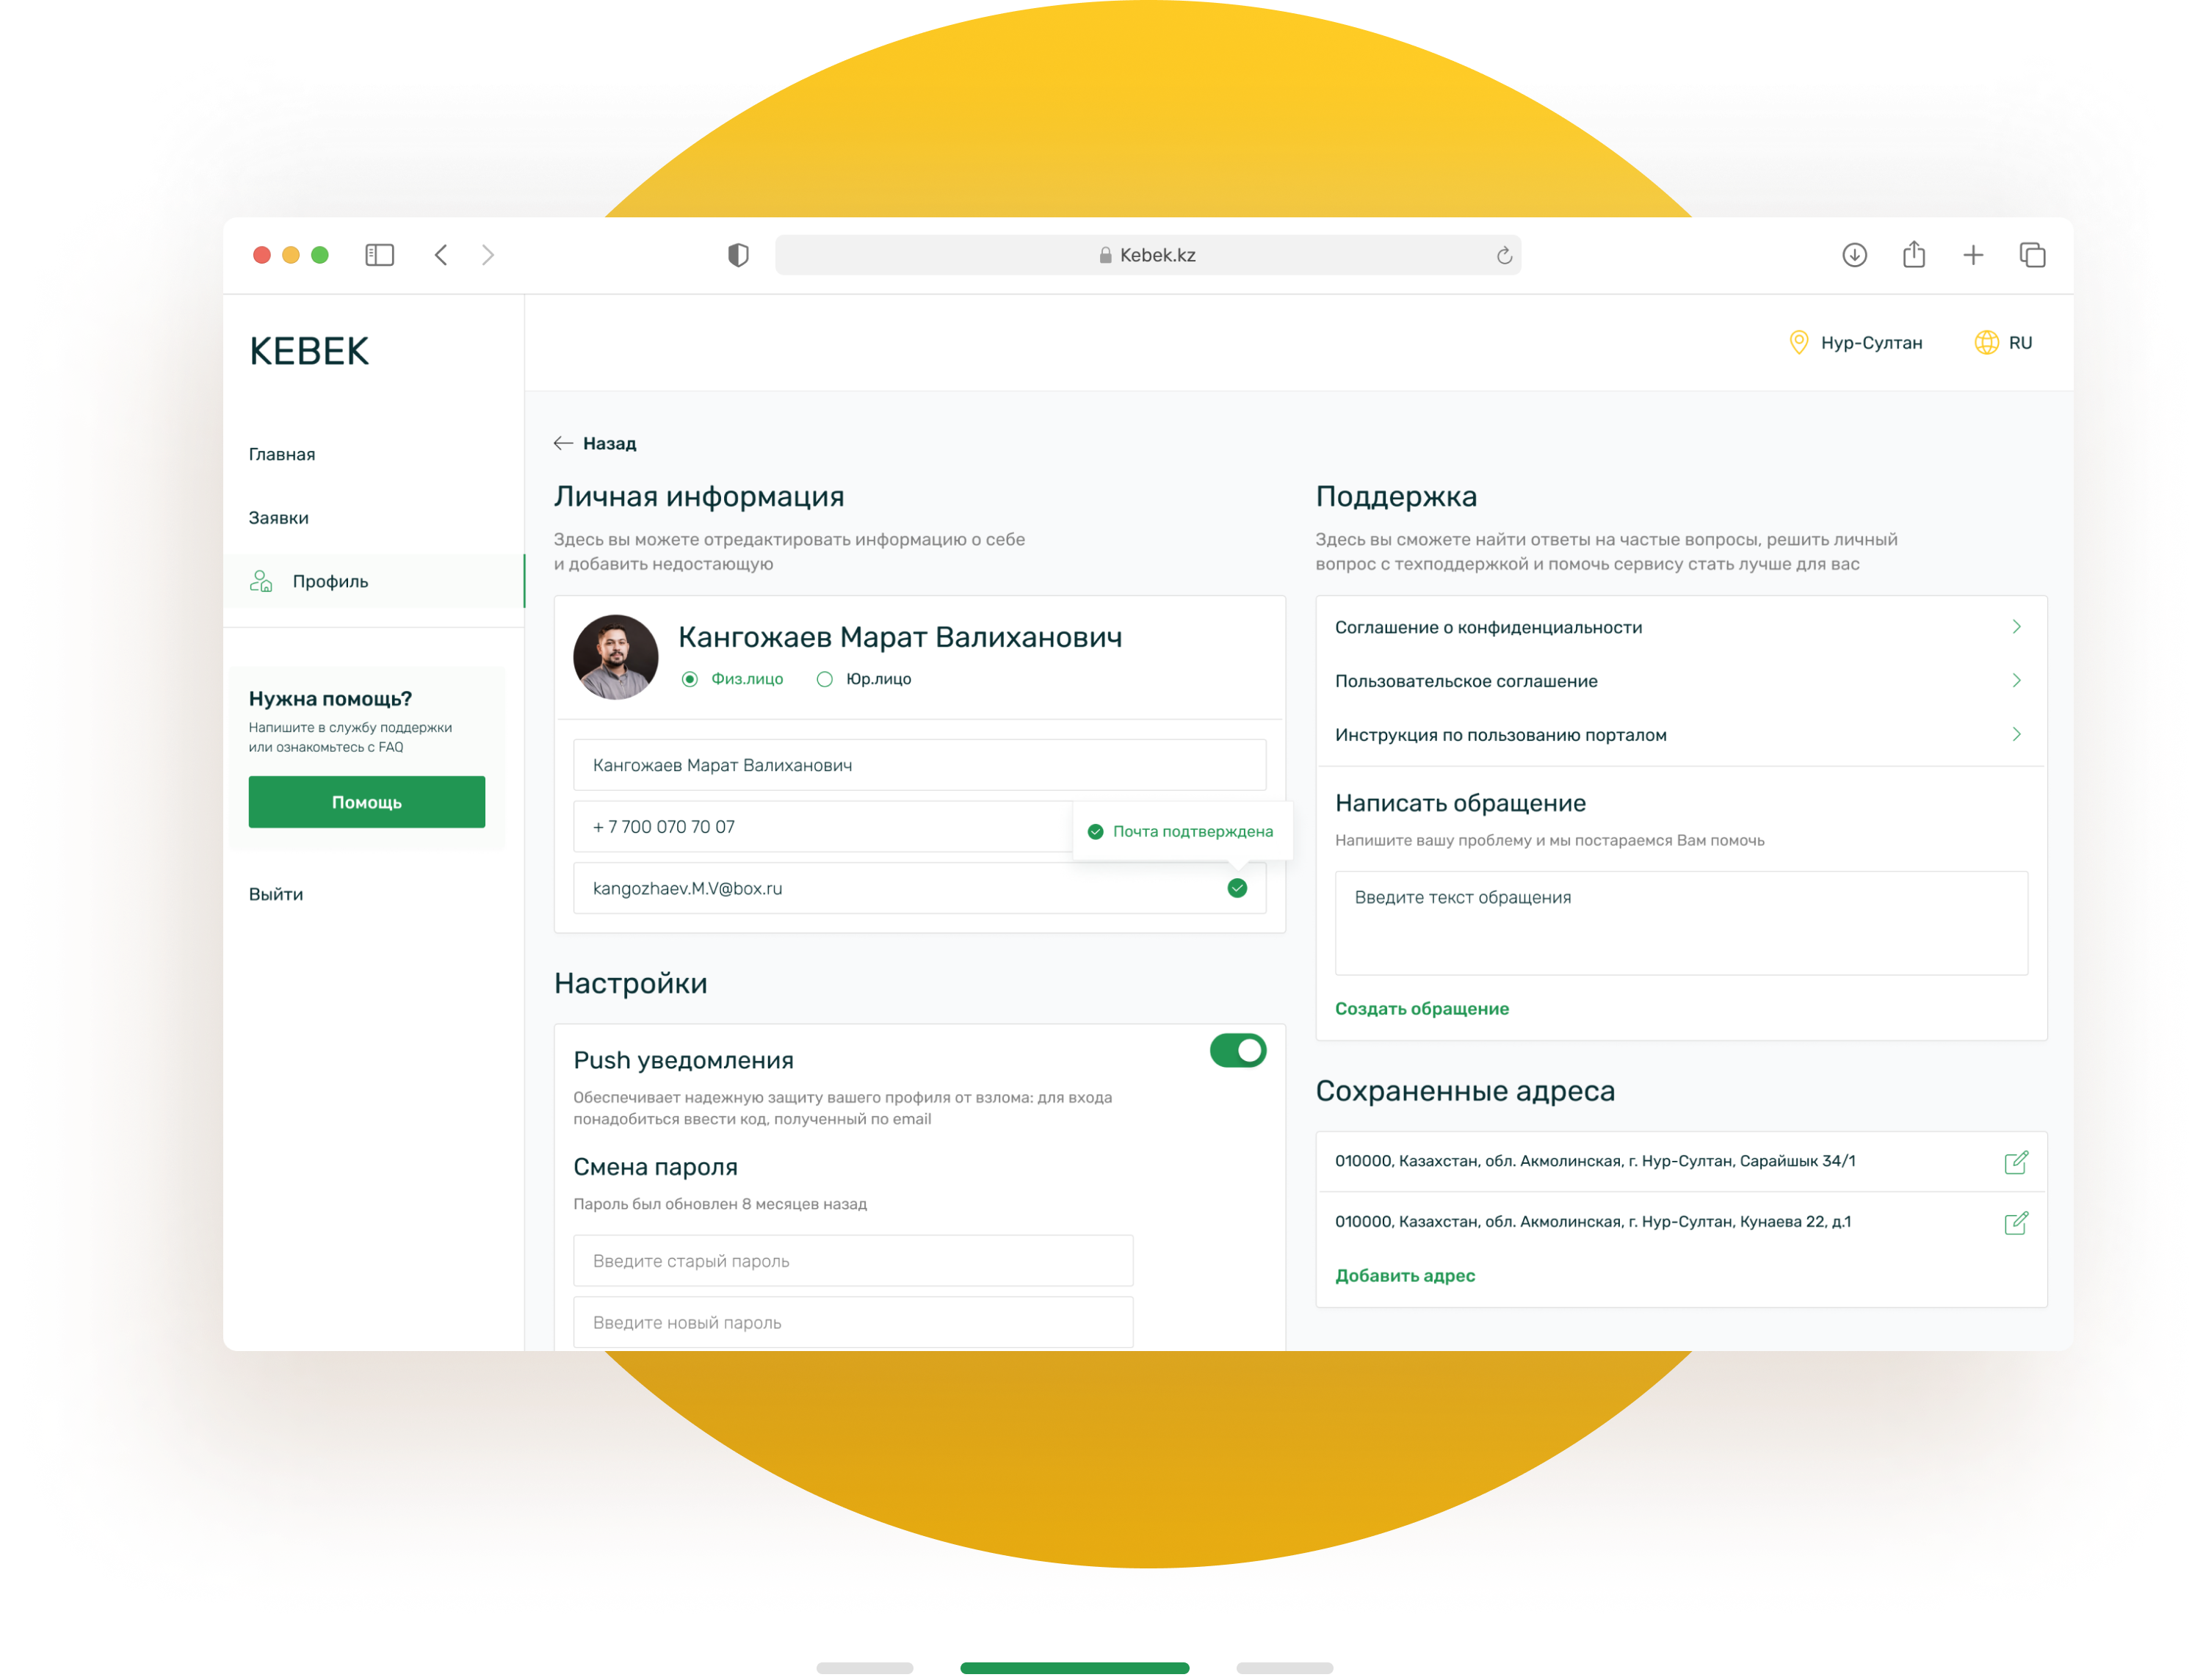 Kebek.kz
KEBEK
Нур-Султан
RU
Главная
Заявки
Профиль
Нужна помощь?
Напишите в службу поддержки
или ознакомьтесь с FAQ
Помощь
Выйти
Назад
Личная информация
Здесь вы можете отредактировать информацию о себе
и добавить недостающую
Кангожаев Марат Валиханович
Физ.лицо
Юр.лицо
Кангожаев Марат Валиханович
+ 7 700 070 70 07
Почта подтверждена
kangozhaev.M.V@box.ru
Настройки
Push уведомления
Обеспечивает надежную защиту вашего профиля от взлома: для входа
понадобиться ввести код, полученный по email
Смена пароля
Пароль был обновлен 8 месяцев назад
Введите старый пароль
Введите новый пароль
Поддержка
Здесь вы сможете найти ответы на частые вопросы, решить личный
вопрос с техподдержкой и помочь сервису стать лучше для вас
Соглашение о конфиденциальности
Пользовательское соглашение
Инструкция по пользованию порталом
Написать обращение
Напишите вашу проблему и мы постараемся Вам помочь
Введите текст обращения
Создать обращение
Сохраненные адреса
010000, Казахстан, обл. Акмолинская, г. Нур-Султан, Сарайшык 34/1
010000, Казахстан, обл. Акмолинская, г. Нур-Султан, Кунаева 22, д.1
Добавить адрес